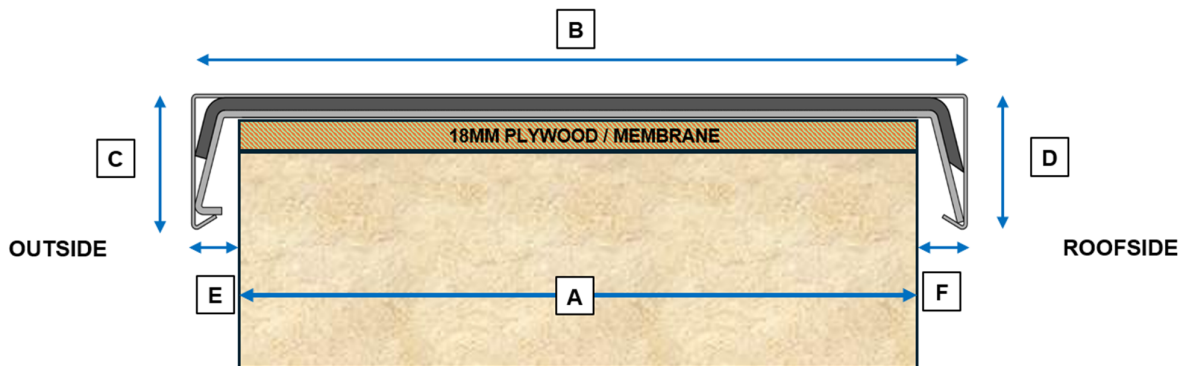 B
18MM PLYWOOD / MEMBRANE
C
D
OUTSIDE
ROOFSIDE
E
A
F